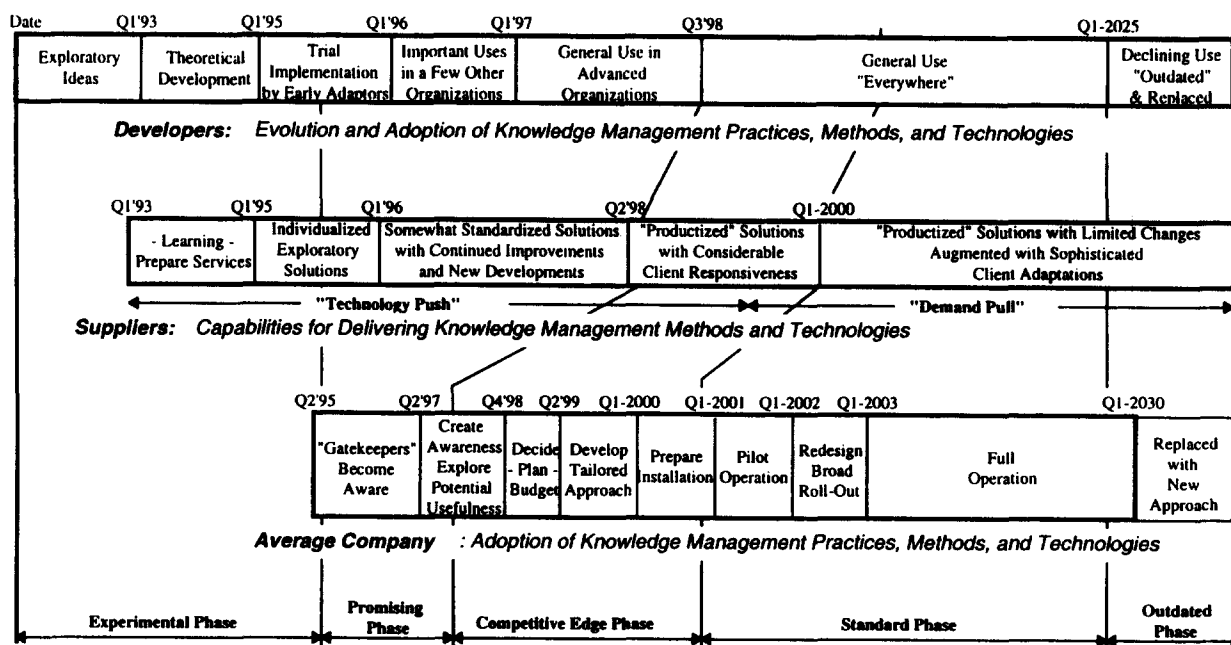 Date Q1'93 Q1'95 Q1'96 Q1'97 Q3'98 Q1-2025
Exploratory
Ideas
Theoretical
Development
Trial
Implementation
by Early Adaptors
Important Uses
in a Few Other
Organizations
General Use in
Advanced
Organizations
General Use
"Everywhere"
Declining Use
"Outdated"
& Replaced
Developers: Evolution and Adoption of Knowledge Management Practices, Methods, and Technologies
Q1'93 Q1'95 Q1'96 Q2'98 Q1-2000
- Learning -
Prepare Services
Individualized
Exploratory
Solutions
Somewhat Standardized Solutions
with Continued Improvements
and New Developments
"Productized" Solutions
with Considerable
Client Responsiveness
"Productized" Solutions with Limited Changes
Augmented with Sophisticated
Client Adaptations
"Technology Push" "Demand Pull"
Suppliers: Capabilities for Delivering Knowledge Management Methods and Technologies
Q2'95 Q2'97 Q4'98 Q2'99 Q1-2000 Q1-2001 Q1-2002 Q1-2003 Q1-2030
"Gatekeepers"
Become
Aware
Create
Awareness
Explore
Potential
Usefulness
Decide
- Plan -
Budget
Develop
Tailored
Approach
Prepare
Installation
Pilot
Operation
Redesign
Broad
Roll-Out
Full
Operation
Replaced
with
New
Approach
Average Company : Adoption of Knowledge Management Practices, Methods, and Technologies
Experimental Phase
Promising
Phase
Competitive Edge Phase
Standard Phase
Outdated
Phase